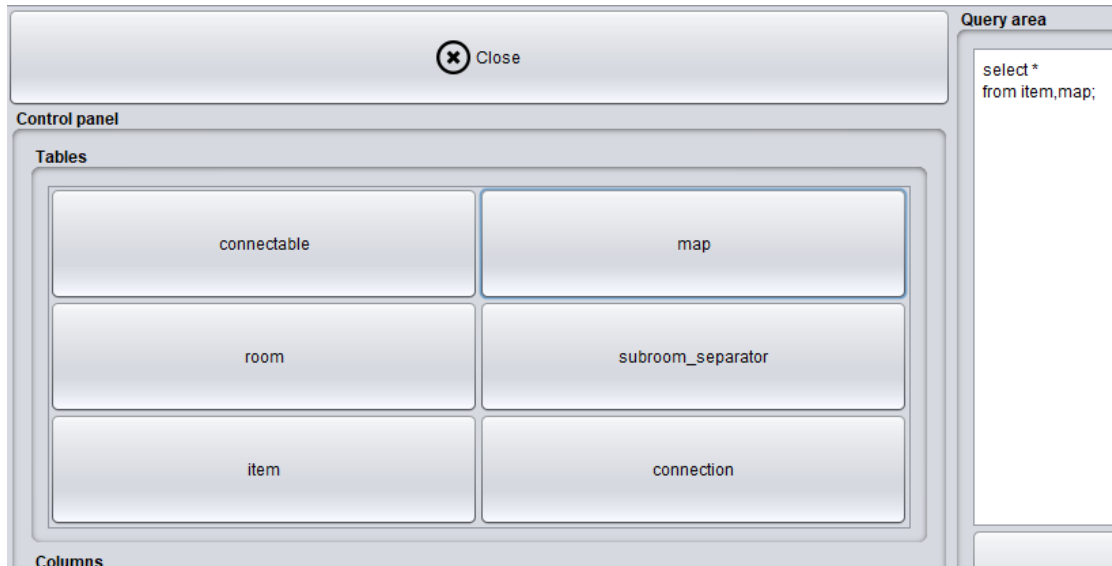 Close
Query area
select *
from item,map;
Control panel
Tables
connectable
map
room
subroom_separator
item
connection
Columns